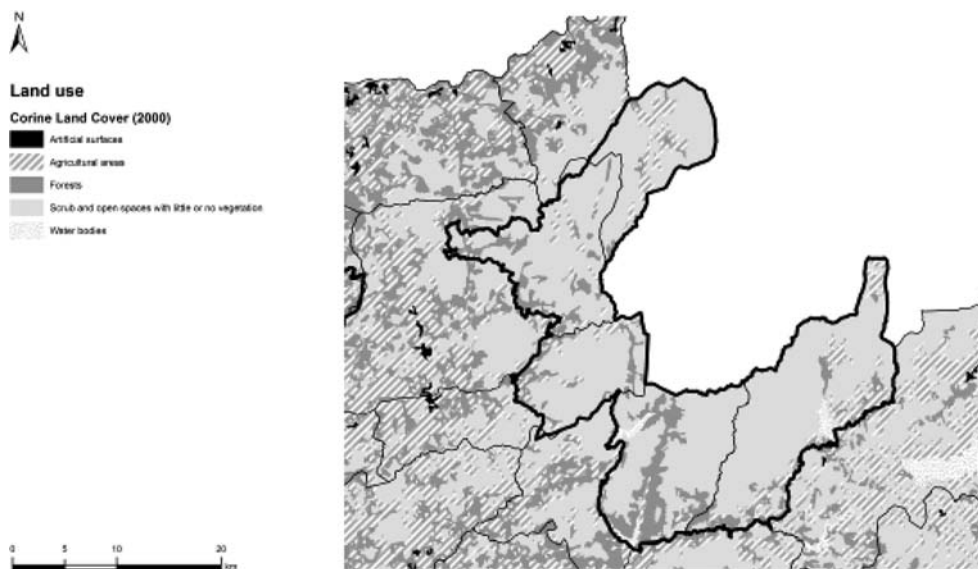 N
Land use
Corine Land Cover (2000)
Artificial surfaces
Agricultural areas
Forests
Scrub and open spaces with little or no vegetation
Water bodies
0 5 10 20
km